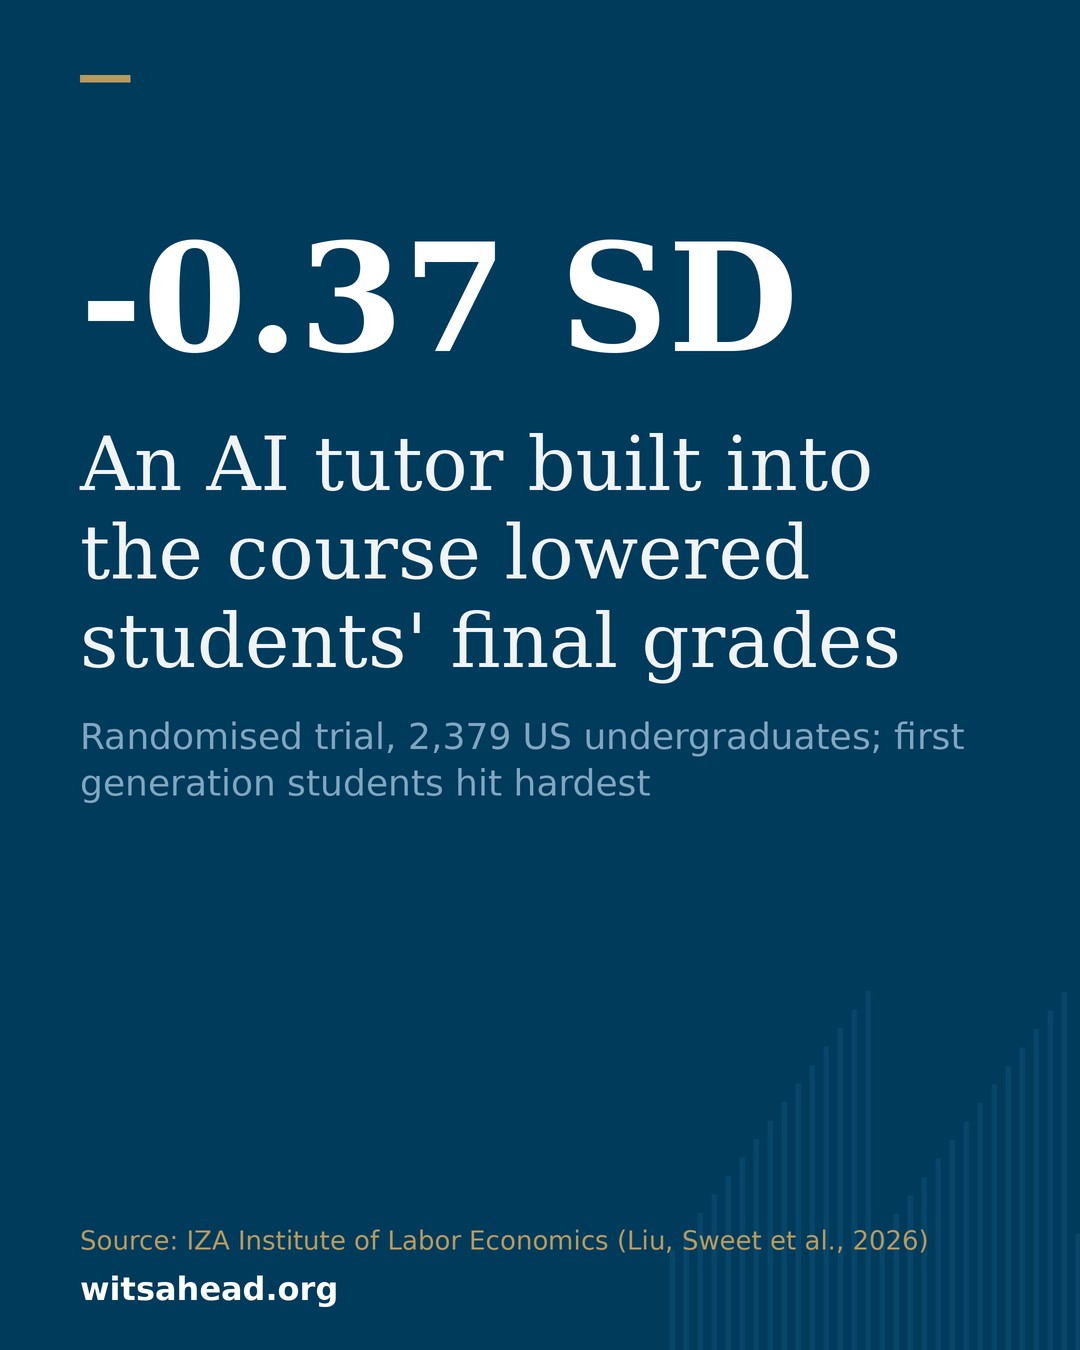 -0.37 SD
An AI tutor built into
the course lowered
students' final grades
Randomised trial, 2,379 US undergraduates; first
generation students hit hardest
Source: IZA Institute of Labor Economics (Liu, Sweet et al., 2026)
witsahead.org